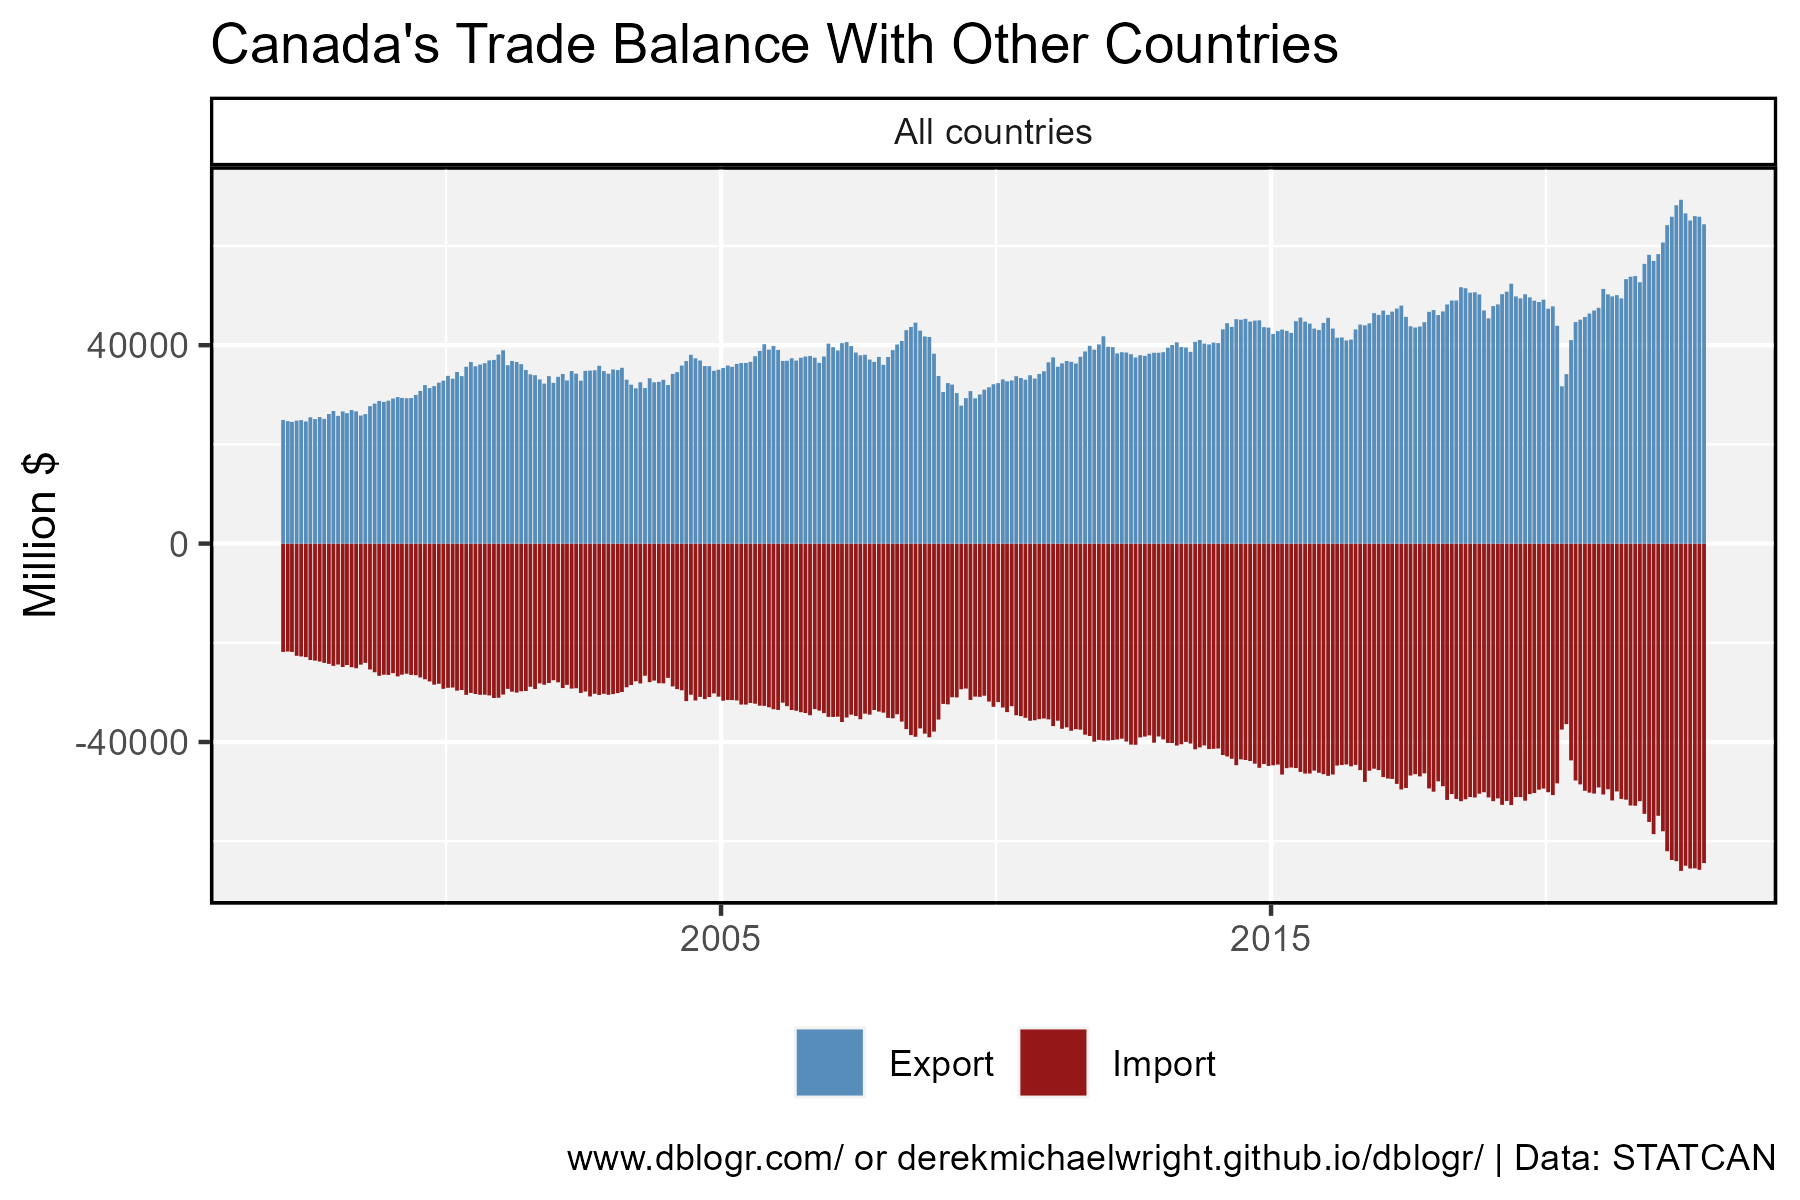 Canada's Trade Balance With Other Countries
All countries
Million $
40000
0
-40000
2005 2015
Export Import
www.dblogr.com/ or derekmichaelwright.github.io/dblogr/ | Data: STATCAN